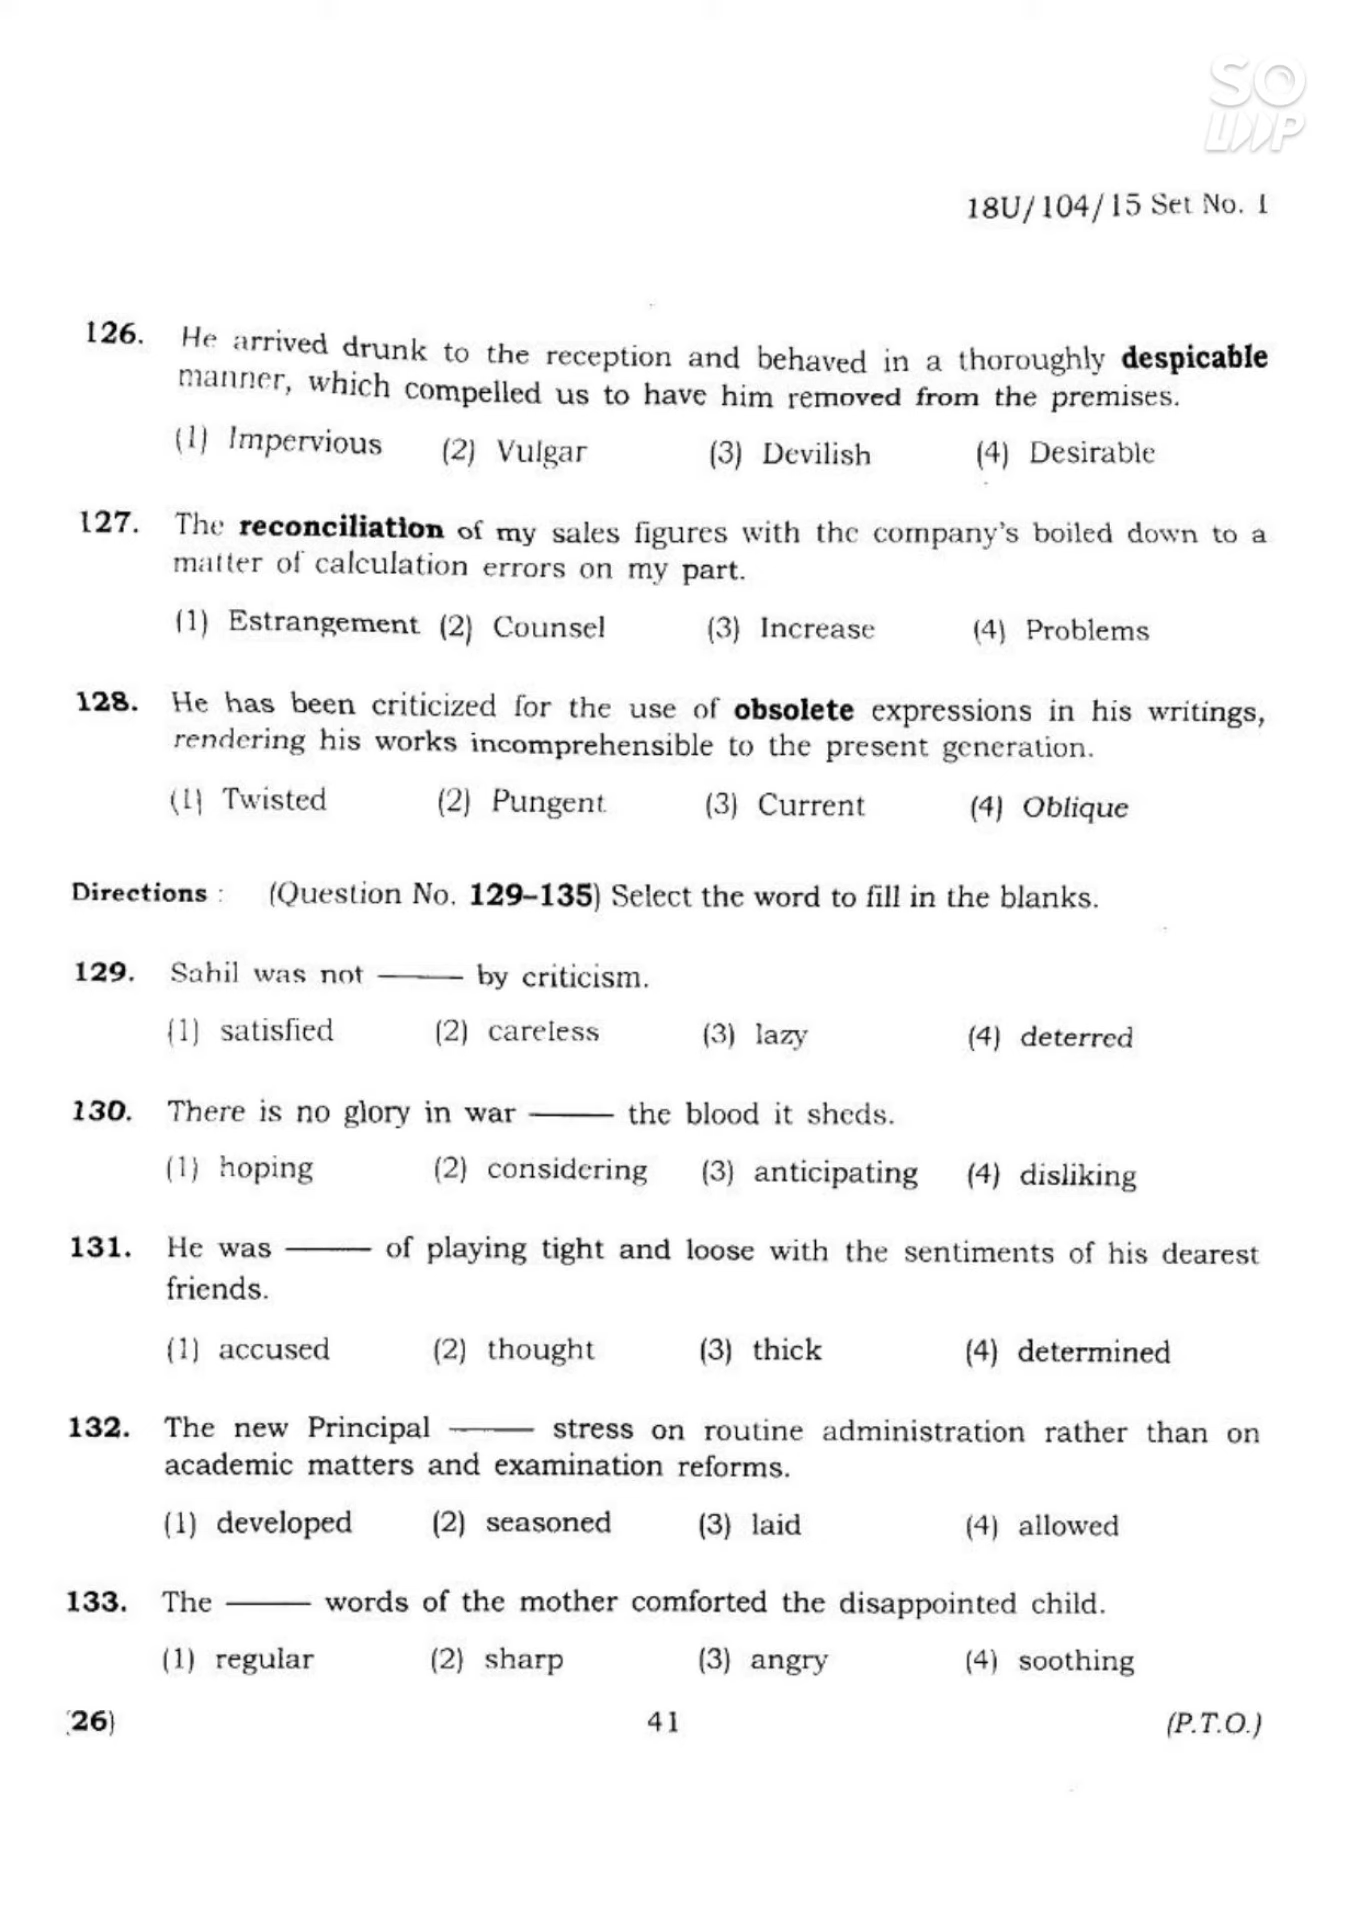 SO
UP
18U/104/15 Set No. 1
126. He arrived drunk to the reception and behaved in a thoroughly despicable
manner, which compelled us to have him removed from the premises.
(1) Impervious (2) Vulgar (3) Devilish (4) Desirable
127. The reconciliation of my sales figures with the company's boiled down to a
matter of calculation errors on my part.
(1) Estrangement (2) Counsel (3) Increase (4) Problems
128. He has been criticized for the use of obsolete expressions in his writings,
rendering his works incomprehensible to the present generation.
(1) Twisted (2) Pungent (3) Current (4) Oblique
Directions : (Question No. 129–135) Select the word to fill in the blanks.
129. Sahil was not ——— by criticism.
(1) satisfied (2) careless (3) lazy (4) deterred
130. There is no glory in war ——— the blood it sheds.
(1) hoping (2) considering (3) anticipating (4) disliking
131. He was ——— of playing tight and loose with the sentiments of his dearest
friends.
(1) accused (2) thought (3) thick (4) determined
132. The new Principal ——— stress on routine administration rather than on
academic matters and examination reforms.
(1) developed (2) seasoned (3) laid (4) allowed
133. The ——— words of the mother comforted the disappointed child.
(1) regular (2) sharp (3) angry (4) soothing
(26) 41 (P.T.O.)